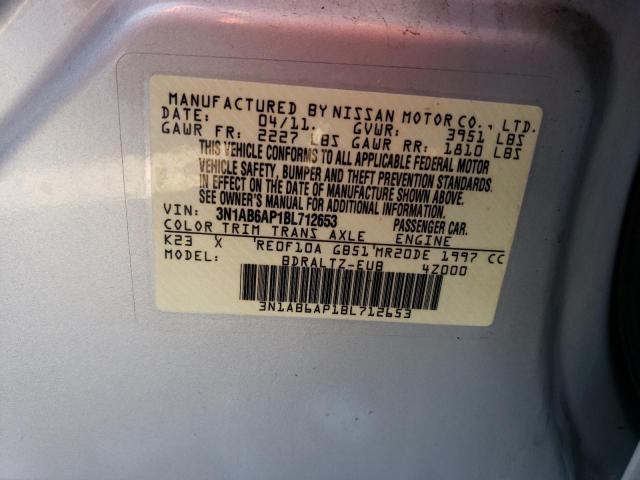 MANUFACTURED BY NISSAN MOTOR CO., LTD.
DATE: 04/11 GVWR: 3951 LBS
GAWR FR: 2227 LBS GAWR RR: 1810 LBS
THIS VEHICLE CONFORMS TO ALL APPLICABLE FEDERAL MOTOR
VEHICLE SAFETY, BUMPER AND THEFT PREVENTION STANDARDS
IN EFFECT ON THE DATE OF MANUFACTURE SHOWN ABOVE.
SEE OWNER'S MANUAL FOR ADDITIONAL INFORMATION.
VIN: 3N1AB6AP1BL712653 PASSENGER CAR.
COLOR TRIM TRANS AXLE ENGINE
K23 X RE0F10A GB51 MR20DE 1997 CC
MODEL: BDRALTZ-EUB 4Z000
3N1AB6AP1BL712653